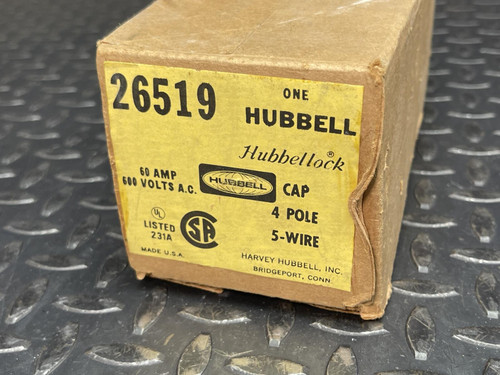 26519
ONE
HUBBELL
Hubbellock®
60 AMP
600 VOLTS A.C.
HUBBELL
CAP
4 POLE
5-WIRE
UL
LISTED
231A
SA
MADE U.S.A.
HARVEY HUBBELL, INC.
BRIDGEPORT, CONN